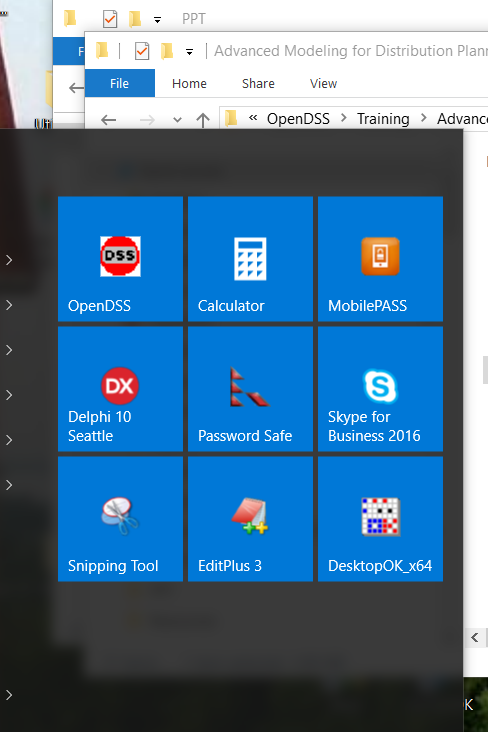 PPT
Advanced Modeling for Distribution Plann
F
File
Home
Share
View
« OpenDSS > Training > Advance
DSS
OpenDSS
Calculator
MobilePASS
DX
Delphi 10
Seattle
Password Safe
Skype for
Business 2016
Snipping Tool
EditPlus 3
OK
DesktopOK_x64
K